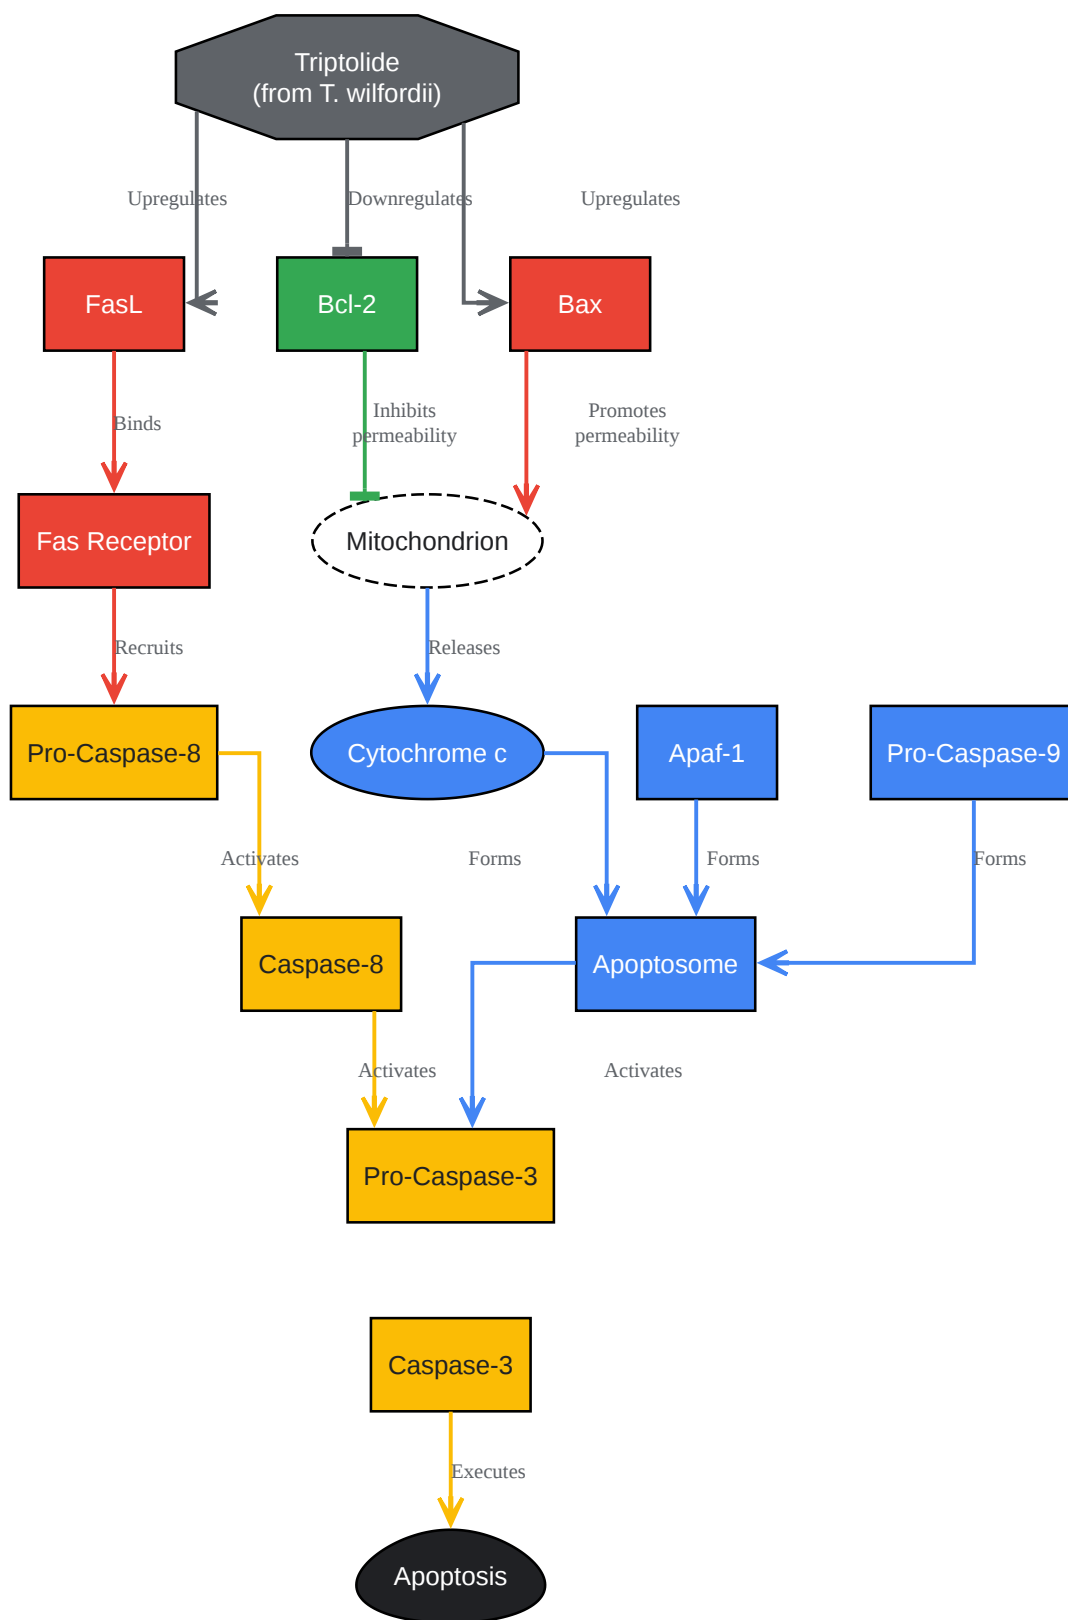 Triptolide
(from T. wilfordii)
Upregulates
Downregulates
Upregulates
FasL
Bcl-2
Bax
Binds
Inhibits
permeability
Promotes
permeability
Fas Receptor
Mitochondrion
Recruits
Releases
Pro-Caspase-8
Cytochrome c
Apaf-1
Pro-Caspase-9
Activates
Forms
Forms
Forms
Caspase-8
Apoptosome
Activates
Activates
Pro-Caspase-3
Caspase-3
Executes
Apoptosis